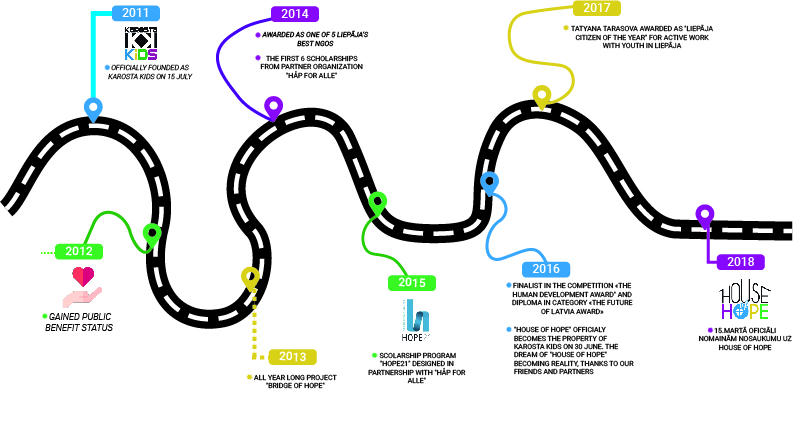 2011
KAROSTA
KiDS
OFFICIALLY FOUNDED AS
KAROSTA KIDS ON 15 JULY
2012
GAINED PUBLIC
BENEFIT STATUS
2013
ALL YEAR LONG PROJECT
"BRIDGE OF HOPE"
2014
AWARDED AS ONE OF 5 LIEPĀJA'S
BEST NGOS
THE FIRST 6 SCHOLARSHIPS
FROM PARTNER ORGANIZATION
"HÅP FOR ALLE"
2015
HOPE21
SCOLARSHIP PROGRAM
"HOPE21" DESIGNED IN
PARTNERSHIP WITH "HÅP FOR
ALLE"
2016
FINALIST IN THE COMPETITION «THE
HUMAN DEVELOPMENT AWARD" AND
DIPLOMA IN CATEGORY «THE FUTURE
OF LATVIA AWARD»
"HOUSE OF HOPE" OFFICIALY
BECOMES THE PROPERTY OF
KAROSTA KIDS ON 30 JUNE. THE
DREAM OF "HOUSE OF HOPE"
BECOMING REALITY, THANKS TO OUR
FRIENDS AND PARTNERS
2017
TATYANA TARASOVA AWARDED AS "LIEPĀJA
CITIZEN OF THE YEAR" FOR ACTIVE WORK
WITH YOUTH IN LIEPĀJA
2018
HOUSE
HOPE
15.MARTĀ OFICIĀLI
NOMAINĀM NOSAUKUMU UZ
HOUSE OF HOPE